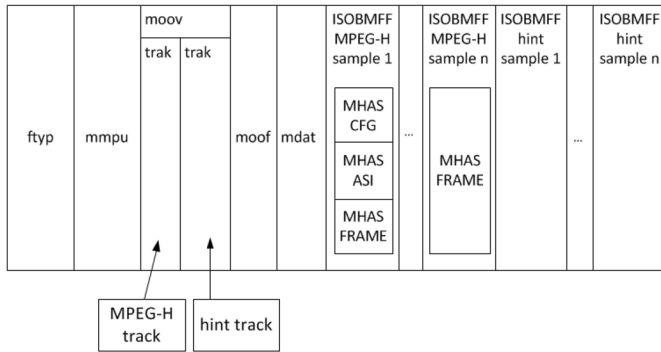 ftyp
mmpu
moov
trak
trak
moof
mdat
ISOBMFF
MPEG-H
sample 1
MHAS
CFG
MHAS
ASI
MHAS
FRAME
...
ISOBMFF
MPEG-H
sample n
MHAS
FRAME
ISOBMFF
hint
sample 1
...
ISOBMFF
hint
sample n
MPEG-H
track
hint track